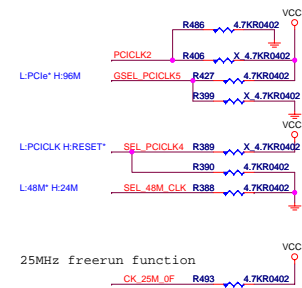 VCC
R486 4.7KR0402
PCICLK2 R406 X_4.7KR0402
L:PCIe* H:96M GSEL_PCICLK5 R427 4.7KR0402
R399 X_4.7KR0402
VCC
L:PCICLK H:RESET* SEL_PCICLK4 R389 X_4.7KR0402
R390 4.7KR0402
L:48M* H:24M SEL_48M_CLK R388 4.7KR0402
VCC
25MHz freerun function
CK_25M_0F R493 4.7KR0402